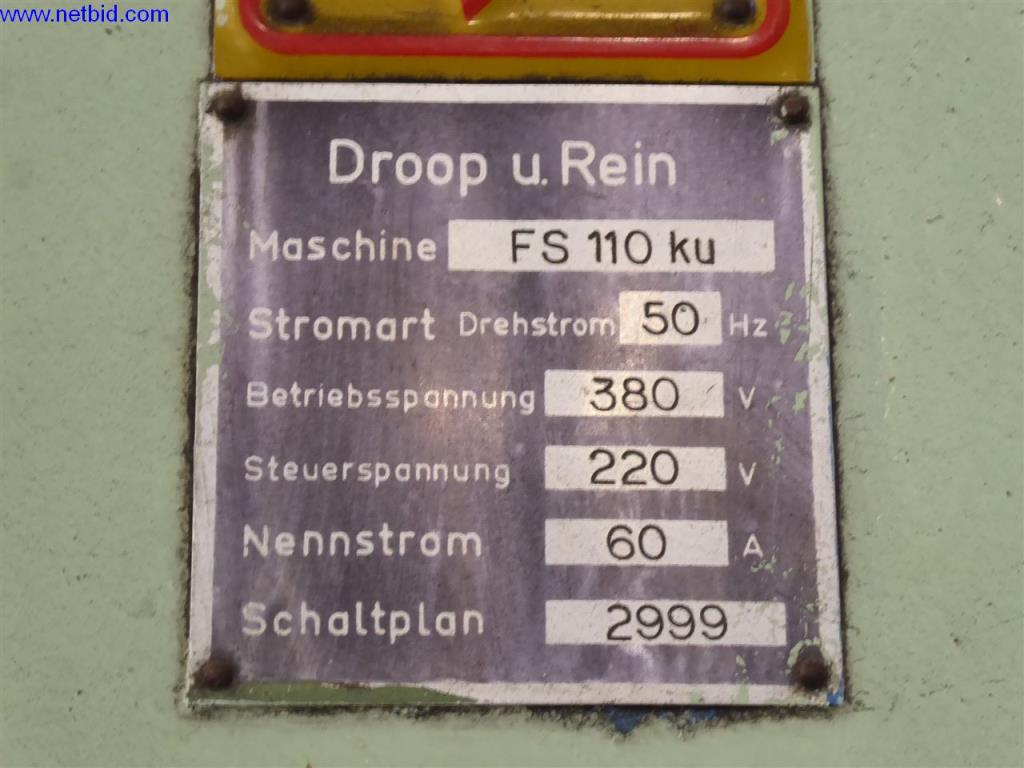 www.netbid.com
Droop u. Rein
Maschine FS 110 ku
Stromart Drehstrom 50 Hz
Betriebsspannung 380 V
Steuerspannung 220 V
Nennstrom 60 A
Schaltplan 2999